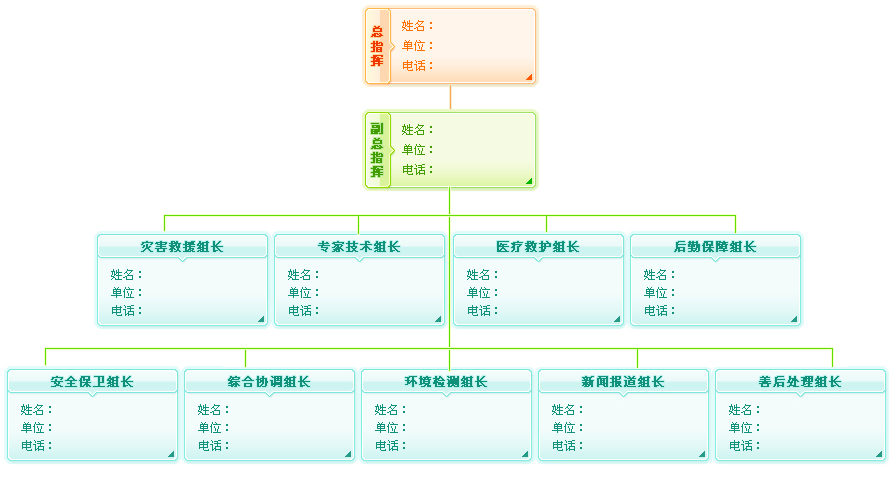 总指挥
姓名：
单位：
电话：
副总指挥
姓名：
单位：
电话：
灾害救援组长
姓名：
单位：
电话：
专家技术组长
姓名：
单位：
电话：
医疗救护组长
姓名：
单位：
电话：
后勤保障组长
姓名：
单位：
电话：
安全保卫组长
姓名：
单位：
电话：
综合协调组长
姓名：
单位：
电话：
环境检测组长
姓名：
单位：
电话：
新闻报道组长
姓名：
单位：
电话：
善后处理组长
姓名：
单位：
电话：